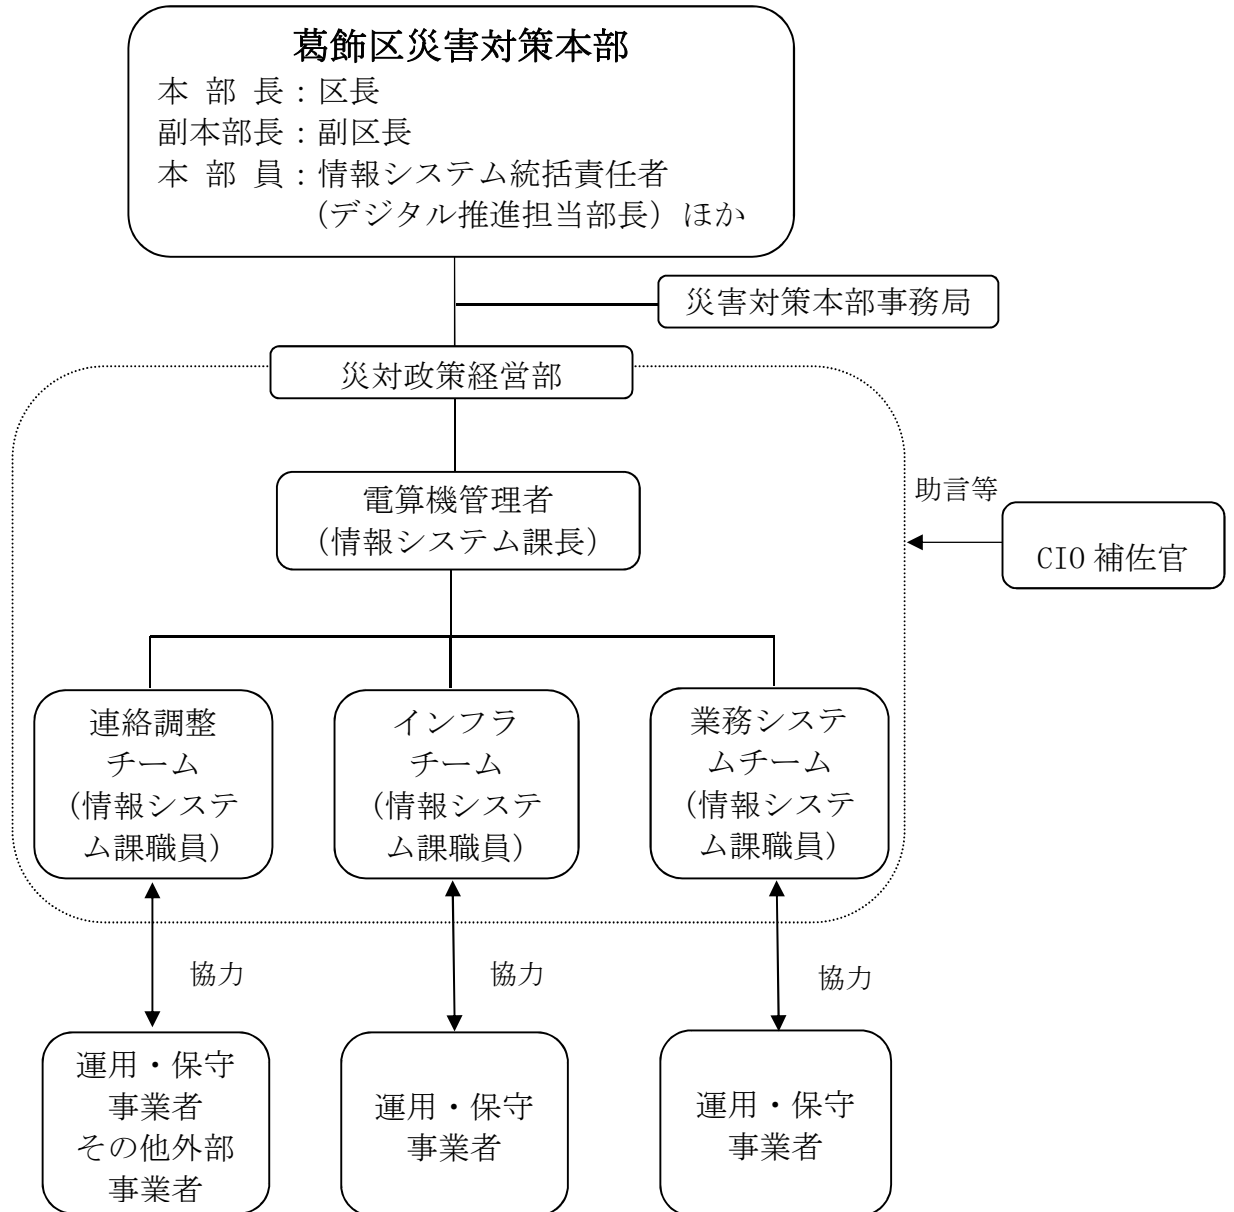 葛飾区災害対策本部
本 部 長：区長
副本部長：副区長
本 部 員：情報システム統括責任者
（デジタル推進担当部長）ほか
災害対策本部事務局
災対政策経営部
電算機管理者
（情報システム課長）
助言等
CIO 補佐官
連絡調整
チーム
（情報システ
ム課職員）
インフラ
チーム
（情報システ
ム課職員）
業務システ
ムチーム
（情報システ
ム課職員）
協力
協力
協力
運用・保守
事業者
その他外部
事業者
運用・保守
事業者
運用・保守
事業者